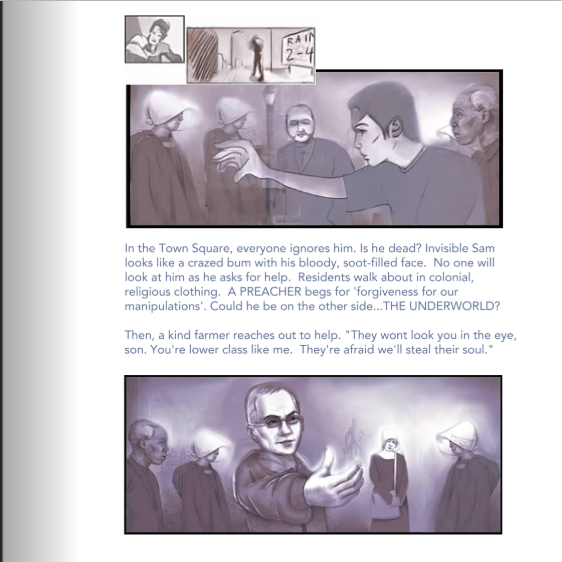 RAIN
2-4
In the Town Square, everyone ignores him. Is he dead? Invisible Sam
looks like a crazed bum with his bloody, soot-filled face. No one will
look at him as he asks for help. Residents walk about in colonial,
religious clothing. A PREACHER begs for 'forgiveness for our
manipulations'. Could he be on the other side...THE UNDERWORLD?
Then, a kind farmer reaches out to help. "They wont look you in the eye,
son. You're lower class like me. They're afraid we'll steal their soul."